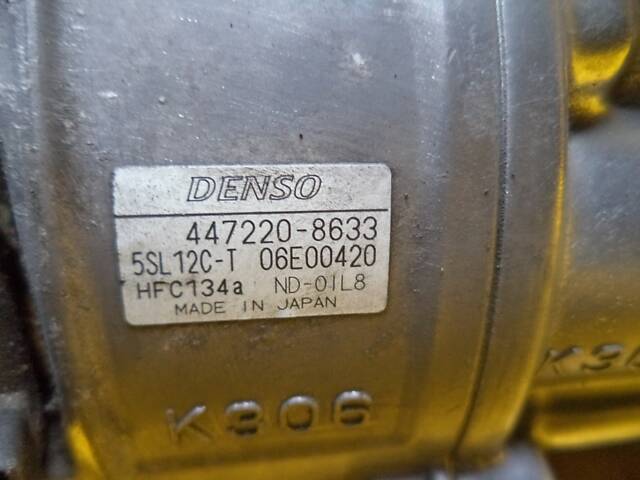 DENSO
447220-8633
5SL12C-T 06E00420
HFC134a ND-OIL8
MADE IN JAPAN
K306